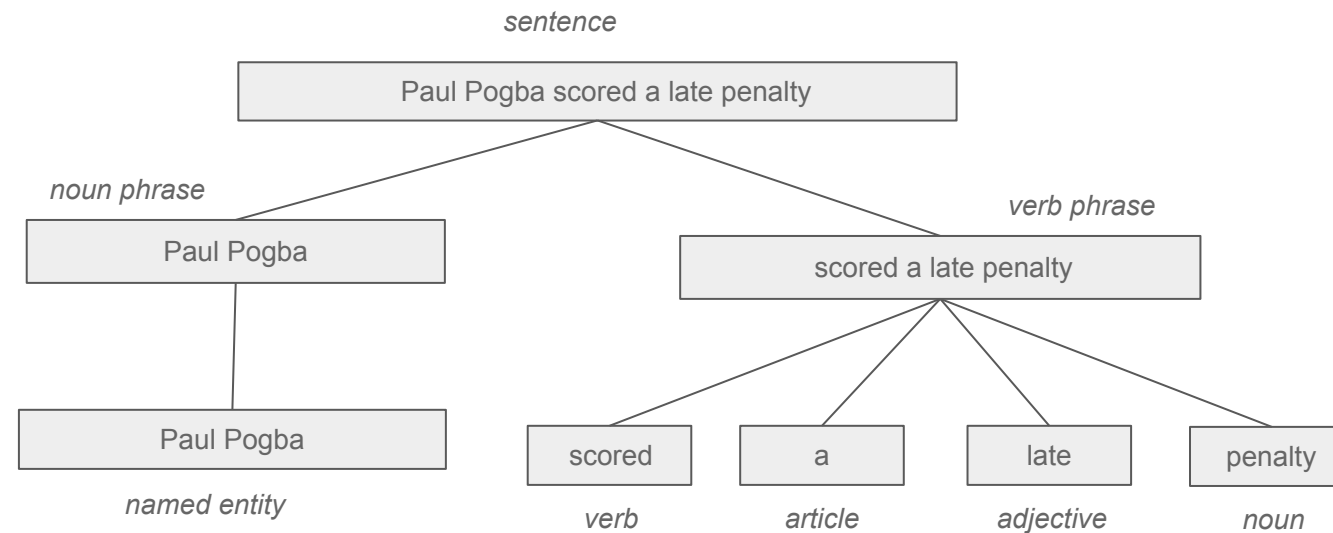 sentence
Paul Pogba scored a late penalty
noun phrase
verb phrase
Paul Pogba
scored a late penalty
Paul Pogba
scored
a
late
penalty
named entity
verb
article
adjective
noun